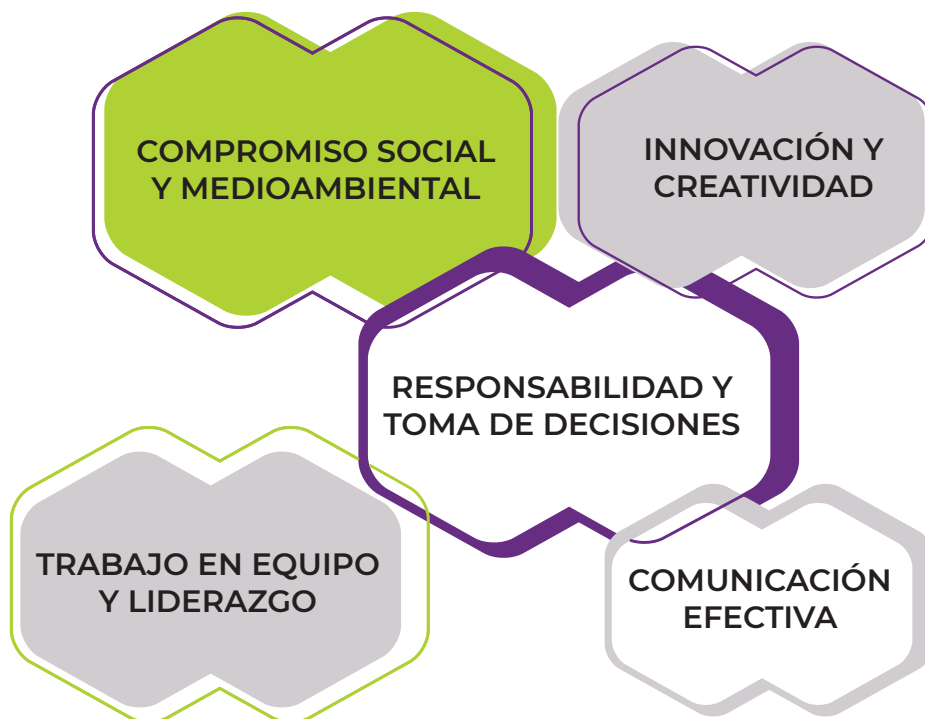 COMPROMISO SOCIAL
Y MEDIOAMBIENTAL
INNOVACIÓN Y
CREATIVIDAD
RESPONSABILIDAD Y
TOMA DE DECISIONES
TRABAJO EN EQUIPO
Y LIDERAZGO
COMUNICACIÓN
EFECTIVA